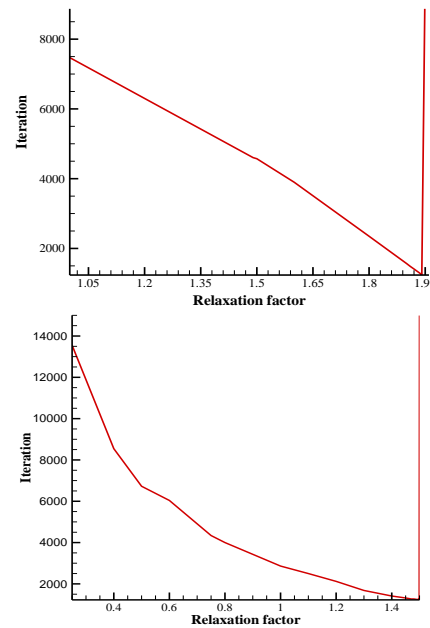 8000
6000
4000
2000
Iteration
1.05 1.2 1.35 1.5 1.65 1.8 1.9
Relaxation factor
14000
12000
10000
8000
6000
4000
2000
Iteration
0.4 0.6 0.8 1 1.2 1.4
Relaxation factor